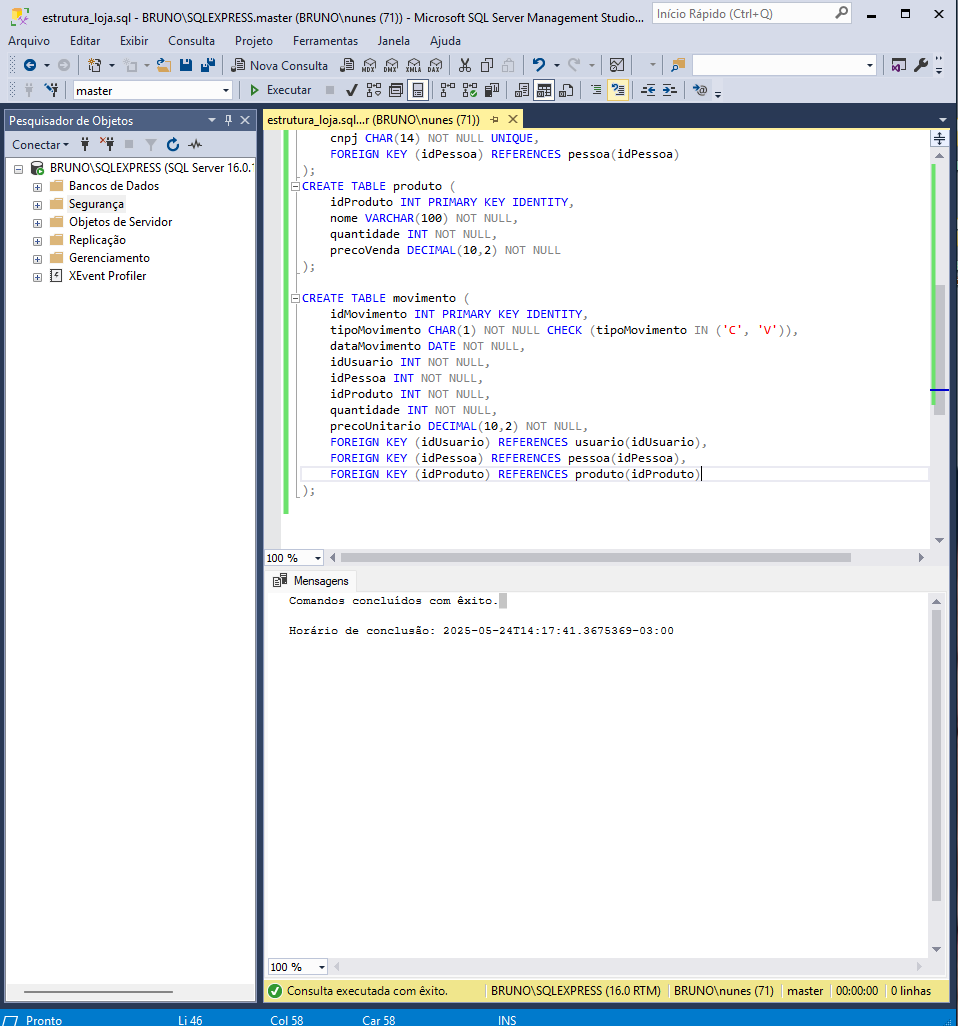 estrutura_loja.sql - BRUNO\SQLEXPRESS.master (BRUNO\nunes (71)) - Microsoft SQL Server Management Studio...
Início Rápido (Ctrl+Q)
Arquivo Editar Exibir Consulta Projeto Ferramentas Janela Ajuda
Nova Consulta
MDX DMX XMLA DAX
master
Executar
Pesquisador de Objetos
Conectar
BRUNO\SQLEXPRESS (SQL Server 16.0.1
Bancos de Dados
Segurança
Objetos de Servidor
Replicação
Gerenciamento
XEvent Profiler
estrutura_loja.sql...r (BRUNO\nunes (71))
cnpj CHAR(14) NOT NULL UNIQUE,
FOREIGN KEY (idPessoa) REFERENCES pessoa(idPessoa)
);
CREATE TABLE produto (
idProduto INT PRIMARY KEY IDENTITY,
nome VARCHAR(100) NOT NULL,
quantidade INT NOT NULL,
precoVenda DECIMAL(10,2) NOT NULL
);
CREATE TABLE movimento (
idMovimento INT PRIMARY KEY IDENTITY,
tipoMovimento CHAR(1) NOT NULL CHECK (tipoMovimento IN ('C', 'V')),
dataMovimento DATE NOT NULL,
idUsuario INT NOT NULL,
idPessoa INT NOT NULL,
idProduto INT NOT NULL,
quantidade INT NOT NULL,
precoUnitario DECIMAL(10,2) NOT NULL,
FOREIGN KEY (idUsuario) REFERENCES usuario(idUsuario),
FOREIGN KEY (idPessoa) REFERENCES pessoa(idPessoa),
FOREIGN KEY (idProduto) REFERENCES produto(idProduto)
);
100 %
Mensagens
Comandos concluídos com êxito.
Horário de conclusão: 2025-05-24T14:17:41.3675369-03:00
100 %
Consulta executada com êxito. BRUNO\SQLEXPRESS (16.0 RTM) BRUNO\nunes (71) master 00:00:00 0 linhas
Pronto Li 46 Col 58 Car 58 INS